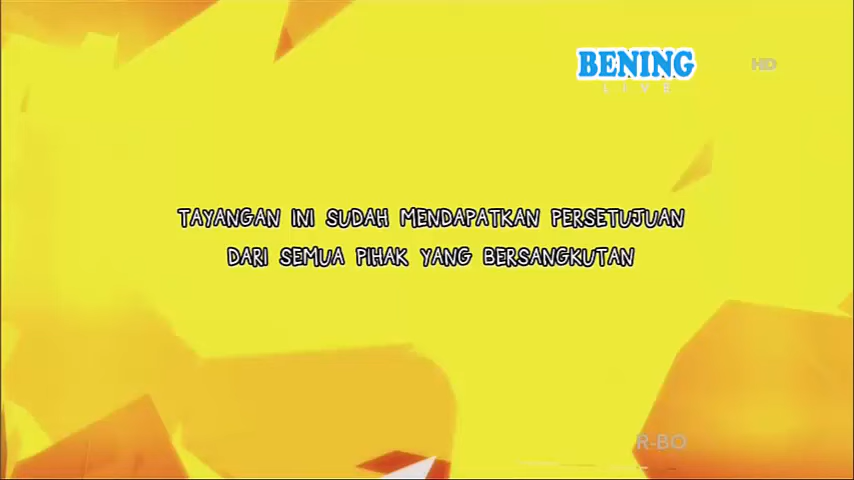 BENING
LIVE
HD
TAYANGAN INI SUDAH MENDAPATKAN PERSETUJUAN
DARI SEMUA PIHAK YANG BERSANGKUTAN
R-BO